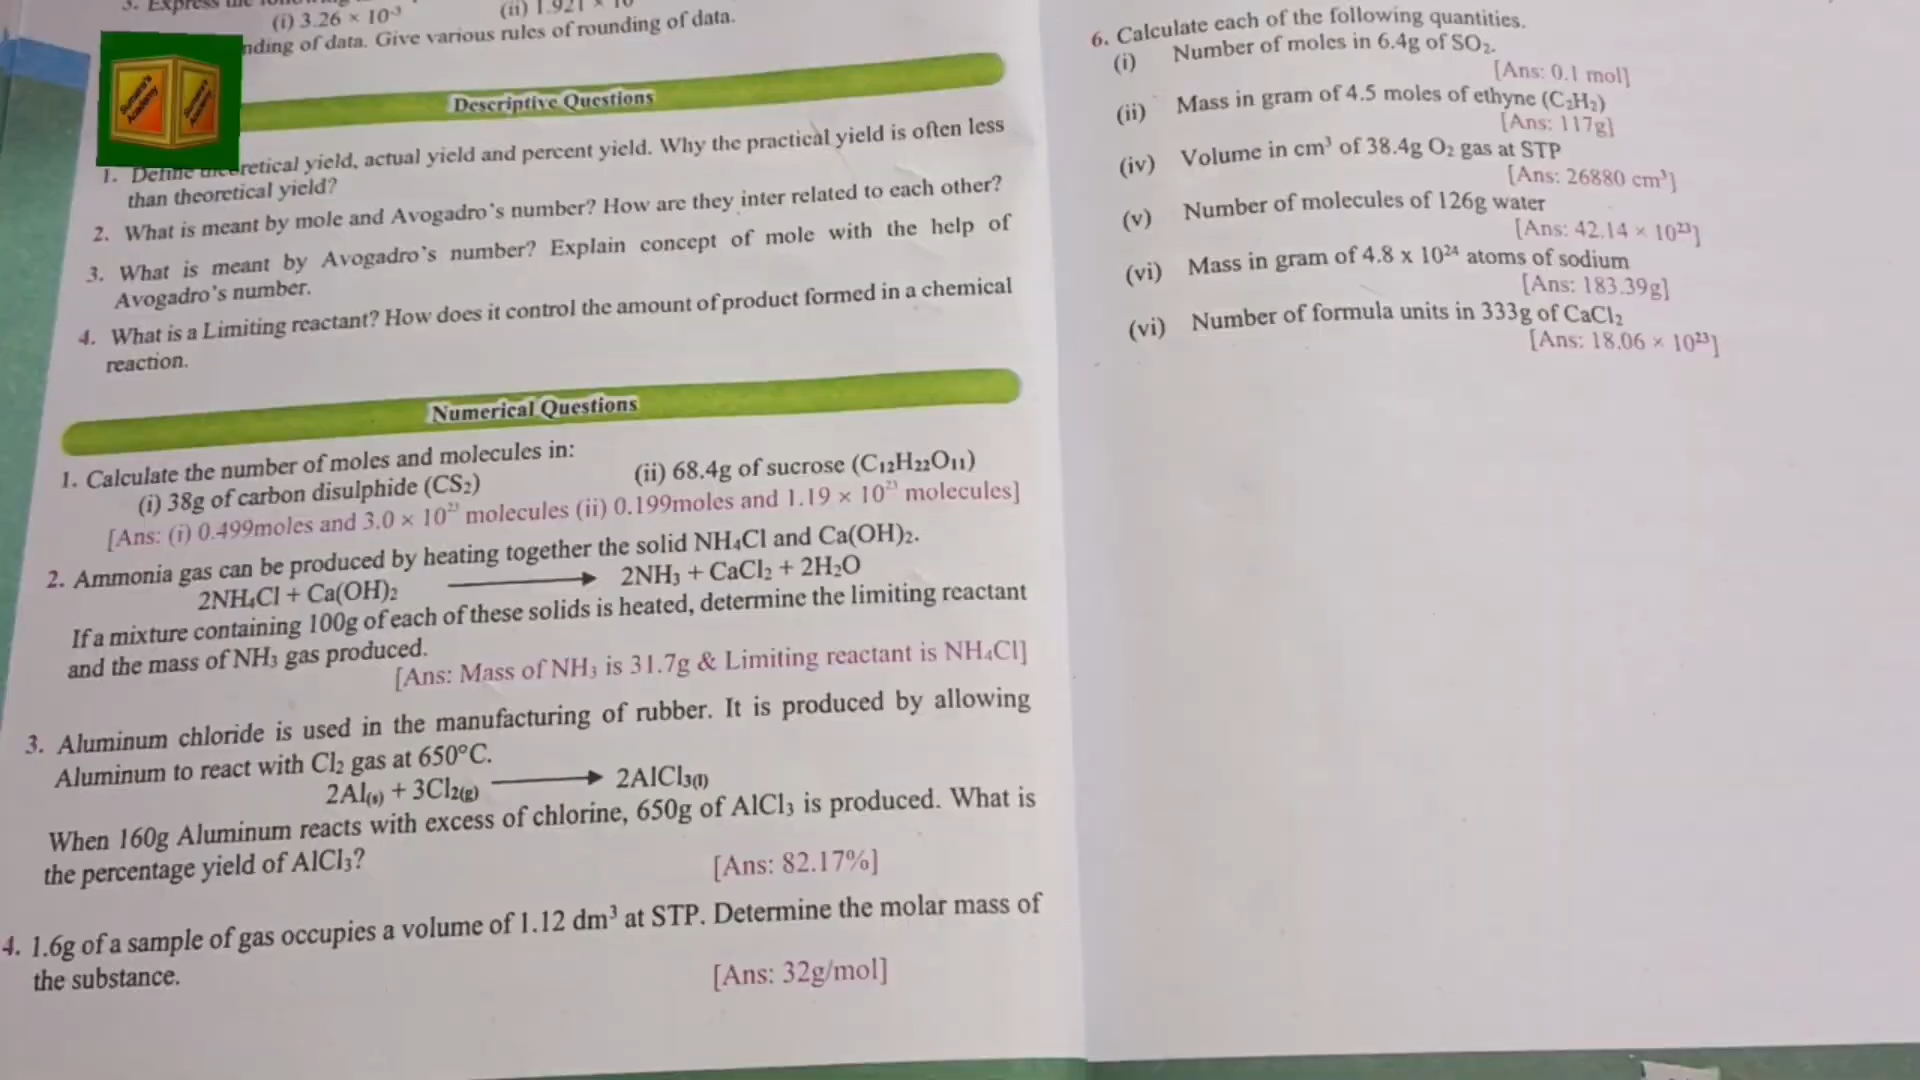 3. Express the
(i) 3.26 × 10⁻³
(ii) 1.921 × 10
nding of data. Give various rules of rounding of data.
Suman's Academy
Suman's Academy
Descriptive Questions
1. Define theoretical yield, actual yield and percent yield. Why the practical yield is often less
than theoretical yield?
2. What is meant by mole and Avogadro's number? How are they inter related to each other?
3. What is meant by Avogadro's number? Explain concept of mole with the help of
Avogadro's number.
4. What is a Limiting reactant? How does it control the amount of product formed in a chemical
reaction.
Numerical Questions
1. Calculate the number of moles and molecules in:
(i) 38g of carbon disulphide (CS₂) (ii) 68.4g of sucrose (C₁₂H₂₂O₁₁)
[Ans: (i) 0.499moles and 3.0 × 10²³ molecules (ii) 0.199moles and 1.19 × 10²³ molecules]
2. Ammonia gas can be produced by heating together the solid NH₄Cl and Ca(OH)₂.
2NH₄Cl + Ca(OH)₂ ⟶ 2NH₃ + CaCl₂ + 2H₂O
If a mixture containing 100g of each of these solids is heated, determine the limiting reactant
and the mass of NH₃ gas produced.
[Ans: Mass of NH₃ is 31.7g & Limiting reactant is NH₄Cl]
3. Aluminum chloride is used in the manufacturing of rubber. It is produced by allowing
Aluminum to react with Cl₂ gas at 650°C.
2Al(s) + 3Cl₂(g) ⟶ 2AlCl₃(l)
When 160g Aluminum reacts with excess of chlorine, 650g of AlCl₃ is produced. What is
the percentage yield of AlCl₃?
[Ans: 82.17%]
4. 1.6g of a sample of gas occupies a volume of 1.12 dm³ at STP. Determine the molar mass of
the substance.
[Ans: 32g/mol]
6. Calculate each of the following quantities.
(i) Number of moles in 6.4g of SO₂.
[Ans: 0.1 mol]
(ii) Mass in gram of 4.5 moles of ethyne (C₂H₂)
[Ans: 117g]
(iv) Volume in cm³ of 38.4g O₂ gas at STP
[Ans: 26880 cm³]
(v) Number of molecules of 126g water
[Ans: 42.14 × 10²³]
(vi) Mass in gram of 4.8 x 10²⁴ atoms of sodium
[Ans: 183.39g]
(vi) Number of formula units in 333g of CaCl₂
[Ans: 18.06 × 10²³]